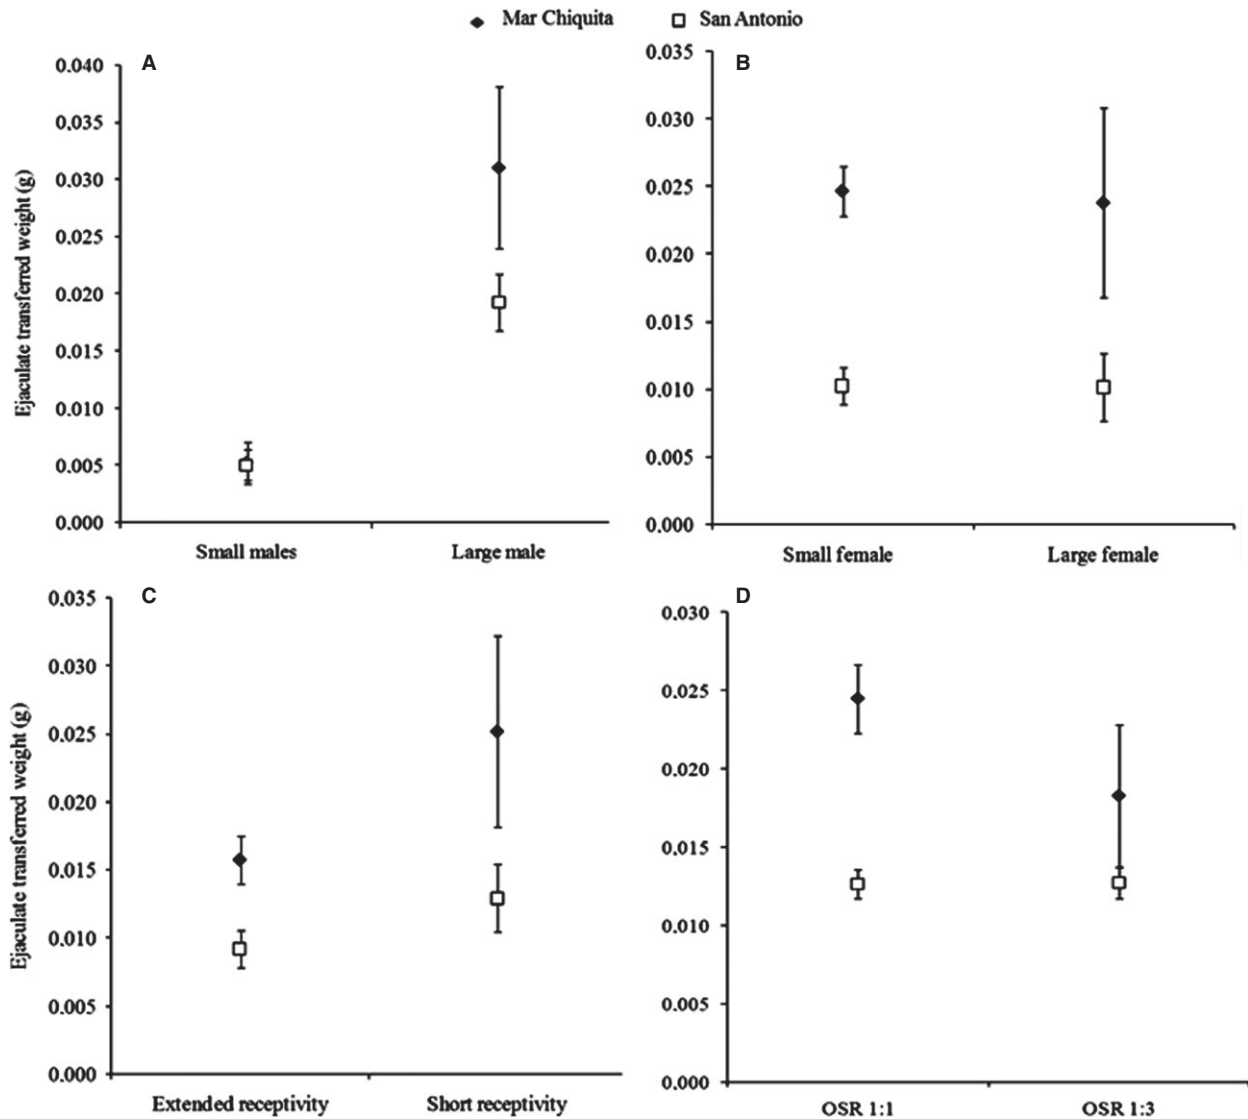 Mar Chiquita San Antonio
A
0.040
0.035
0.030
0.025
0.020
0.015
0.010
0.005
0.000
Ejaculate transferred weight (g)
Small males Large male
B
0.035
0.030
0.025
0.020
0.015
0.010
0.005
0.000
Small female Large female
C
0.035
0.030
0.025
0.020
0.015
0.010
0.005
0.000
Ejaculate transferred weight (g)
Extended receptivity Short receptivity
D
0.030
0.025
0.020
0.015
0.010
0.005
0.000
OSR 1:1 OSR 1:3